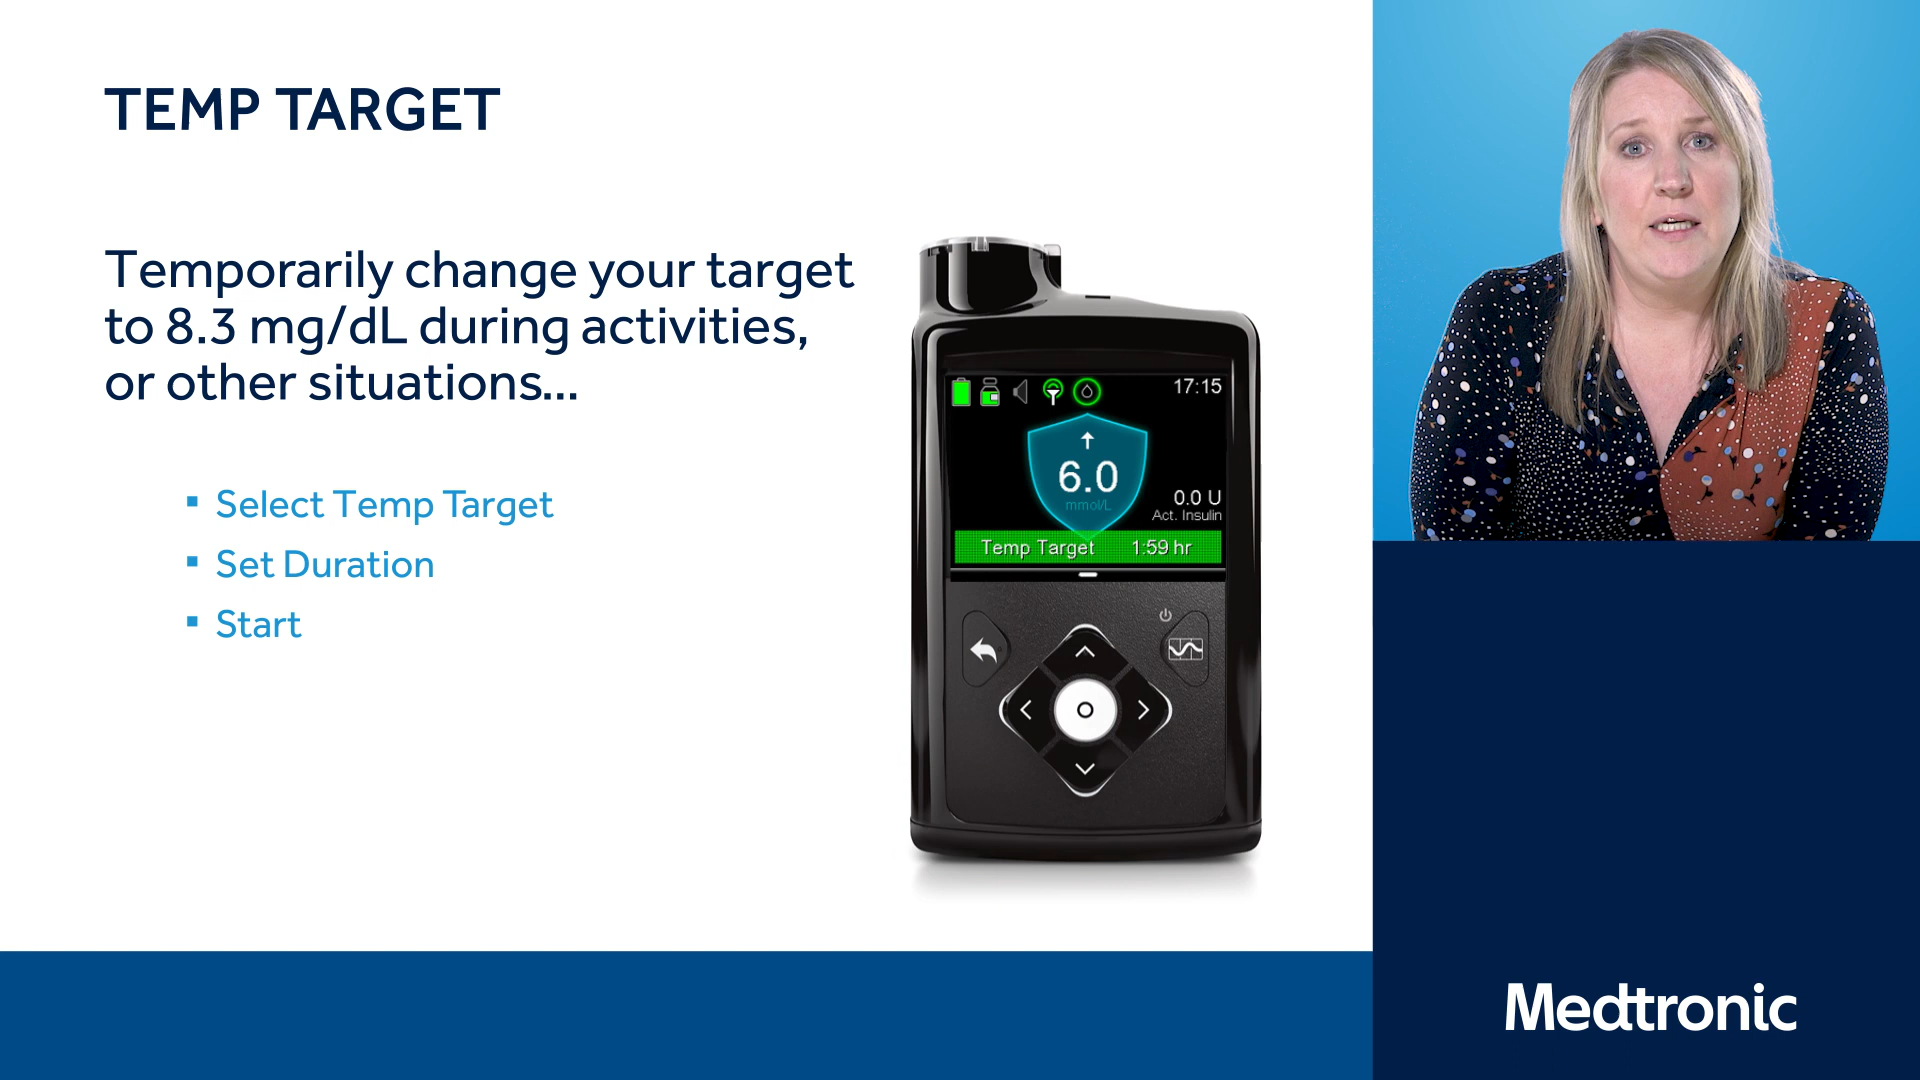 TEMP TARGET
Temporarily change your target
to 8.3 mg/dL during activities,
or other situations...
▪ Select Temp Target
▪ Set Duration
▪ Start
17:15
6.0
mmol/L
0.0 U
Act. Insulin
Temp Target 1:59 hr
Medtronic